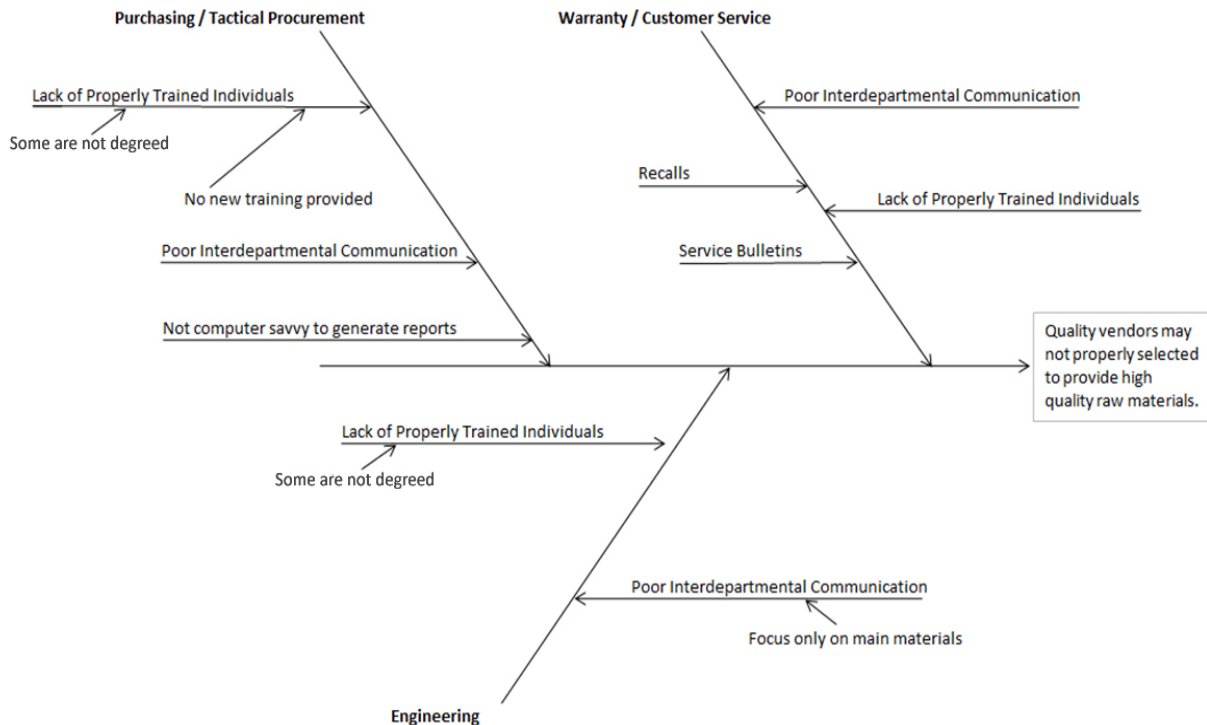 Purchasing / Tactical Procurement
Warranty / Customer Service
Lack of Properly Trained Individuals
Some are not degreed
No new training provided
Poor Interdepartmental Communication
Not computer savvy to generate reports
Poor Interdepartmental Communication
Recalls
Lack of Properly Trained Individuals
Service Bulletins
Quality vendors may
not properly selected
to provide high
quality raw materials.
Lack of Properly Trained Individuals
Some are not degreed
Poor Interdepartmental Communication
Focus only on main materials
Engineering